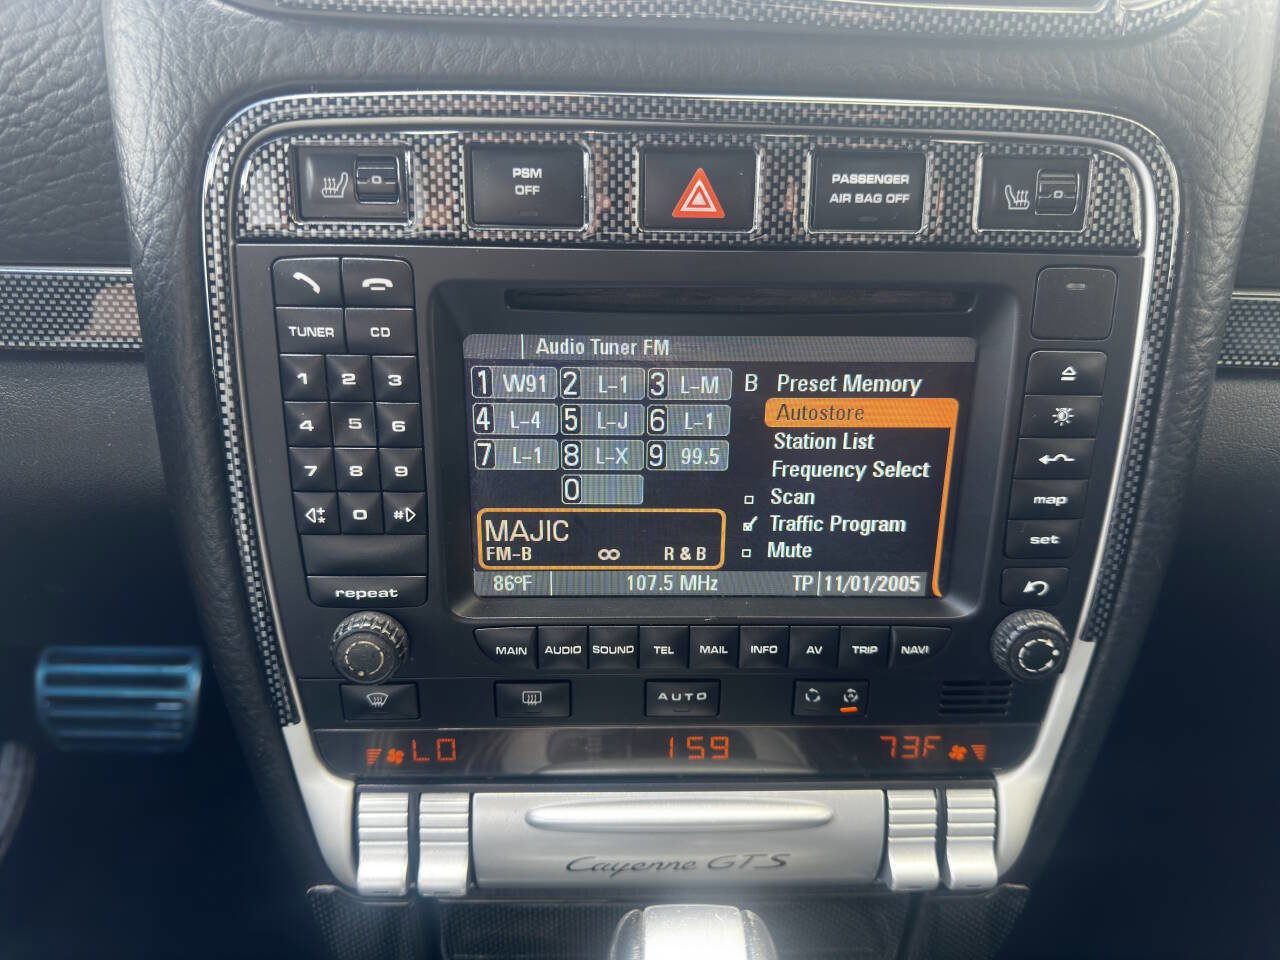 PSM
OFF
PASSENGER
AIR BAG OFF
TUNER CD
1 2 3
4 5 6
7 8 9
0 #
repeat
Audio Tuner FM
1 W91 2 L-1 3 L-M
4 L-4 5 L-J 6 L-1
7 L-1 8 L-X 9 99.5
0
B Preset Memory
Autostore
Station List
Frequency Select
Scan
Traffic Program
Mute
MAJIC
FM-B ∞ R & B
86°F 107.5 MHz TP 11/01/2005
map
set
MAIN AUDIO SOUND TEL MAIL INFO AV TRIP NAVI
AUTO
LO 159 73F
Cayenne GTS